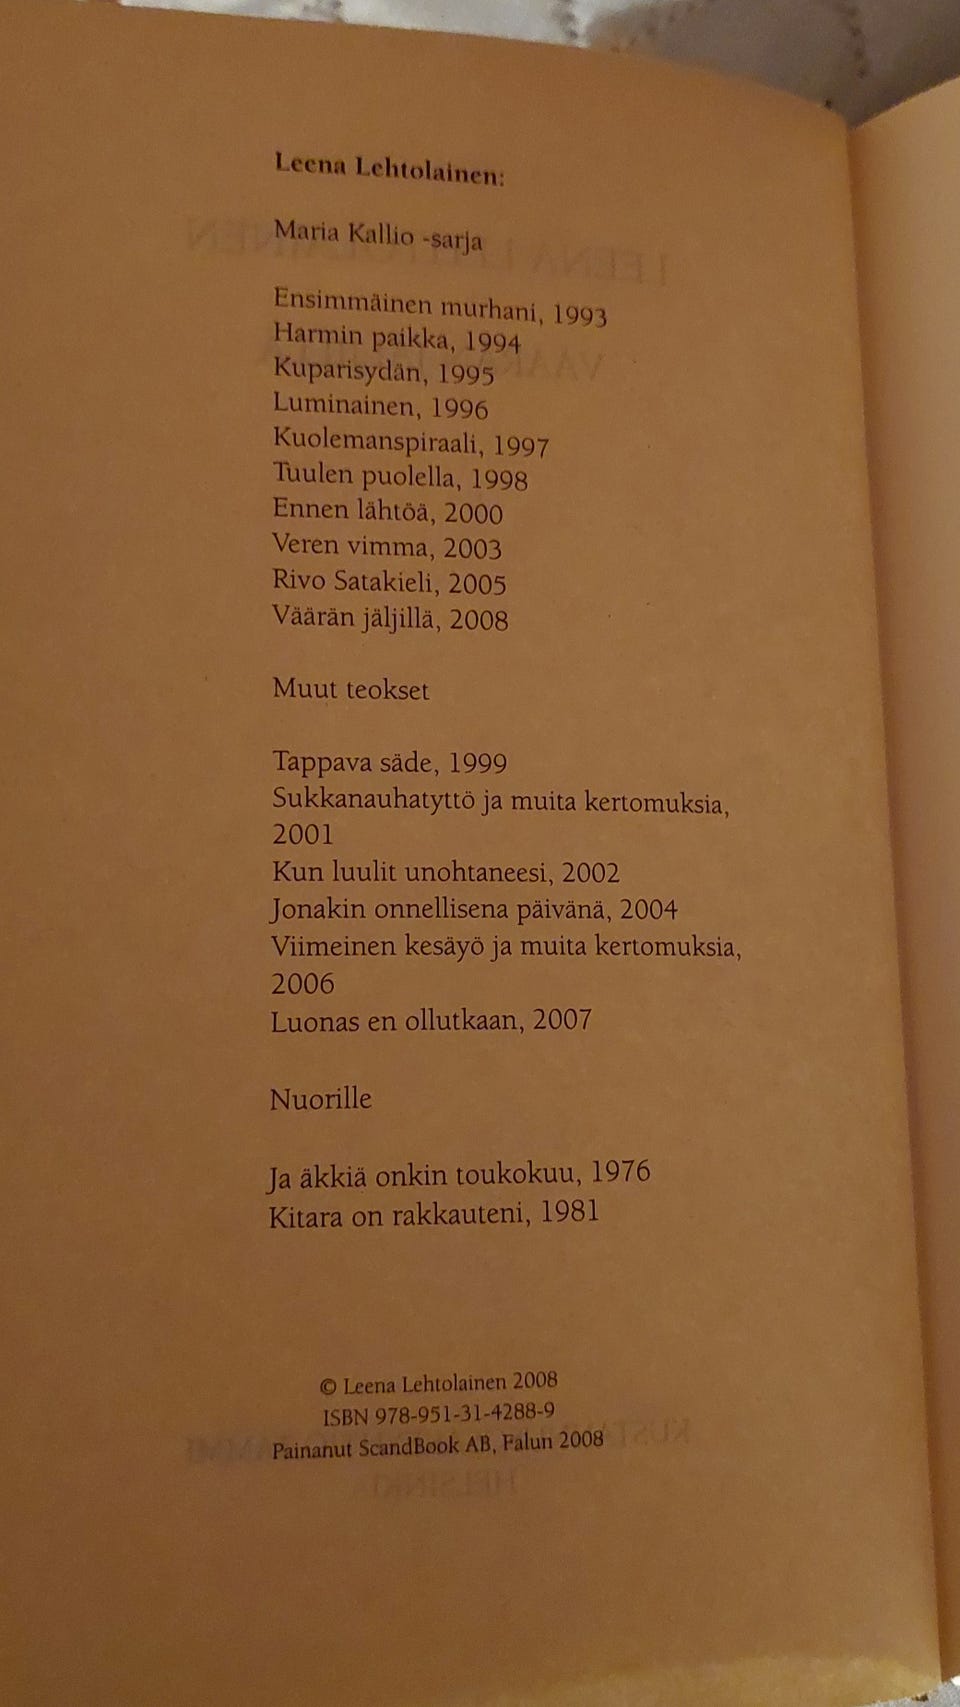 Leena Lehtolainen:
Maria Kallio -sarja
Ensimmäinen murhani, 1993
Harmin paikka, 1994
Kuparisydän, 1995
Luminainen, 1996
Kuolemanspiraali, 1997
Tuulen puolella, 1998
Ennen lähtöä, 2000
Veren vimma, 2003
Rivo Satakieli, 2005
Väärän jäljillä, 2008
Muut teokset
Tappava säde, 1999
Sukkanauhatyttö ja muita kertomuksia,
2001
Kun luulit unohtaneesi, 2002
Jonakin onnellisena päivänä, 2004
Viimeinen kesäyö ja muita kertomuksia,
2006
Luonas en ollutkaan, 2007
Nuorille
Ja äkkiä onkin toukokuu, 1976
Kitara on rakkauteni, 1981
© Leena Lehtolainen 2008
ISBN 978-951-31-4288-9
Painanut ScandBook AB, Falun 2008